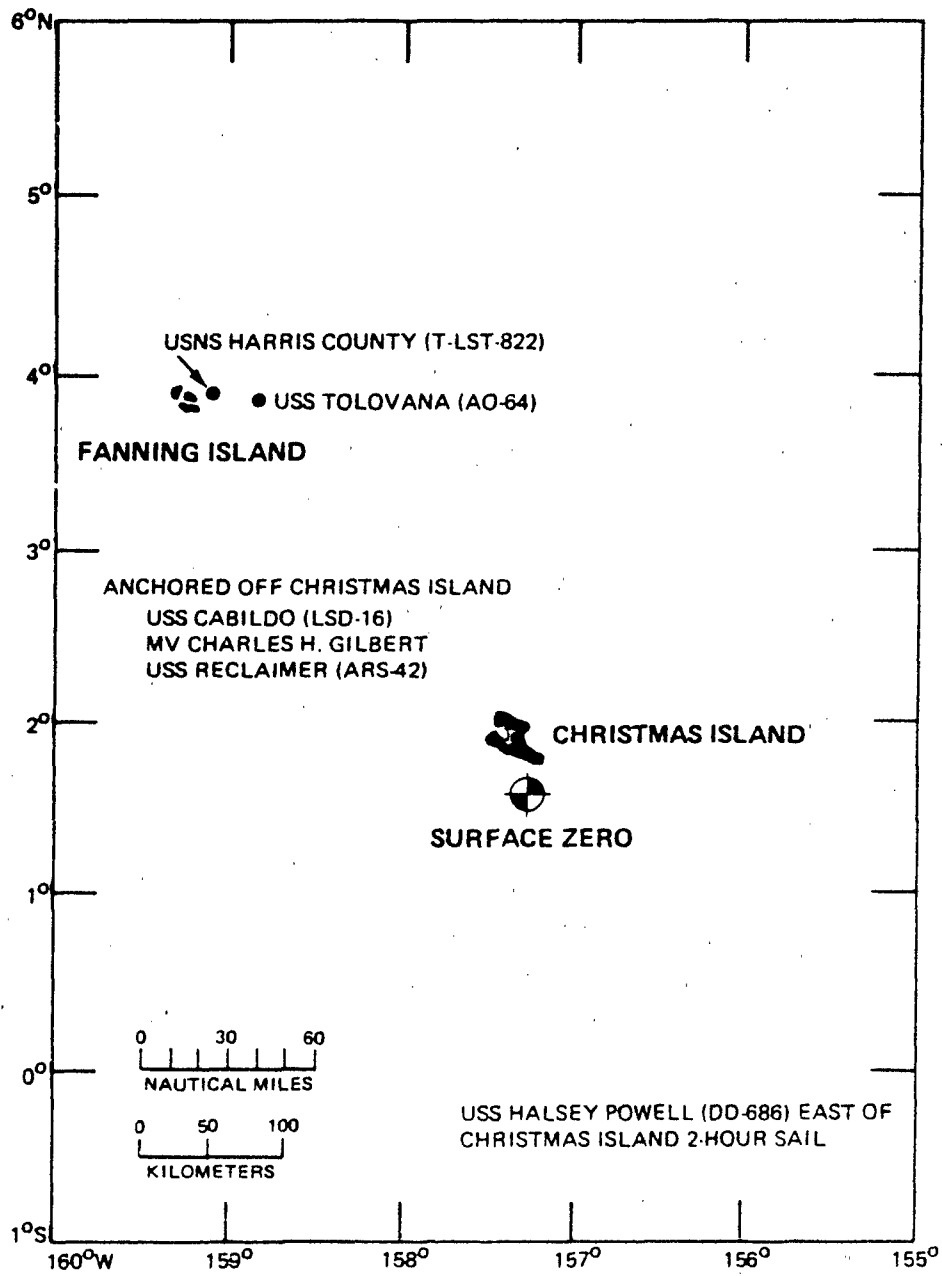 6°N
5°
USNS HARRIS COUNTY (T-LST-822)
4°
USS TOLOVANA (AO-64)
FANNING ISLAND
3°
ANCHORED OFF CHRISTMAS ISLAND
USS CABILDO (LSD-16)
MV CHARLES H. GILBERT
USS RECLAIMER (ARS-42)
2°
CHRISTMAS ISLAND
SURFACE ZERO
1°
0 30 60
NAUTICAL MILES
0°
USS HALSEY POWELL (DD-686) EAST OF
CHRISTMAS ISLAND 2-HOUR SAIL
0 50 100
KILOMETERS
1°S
160°W 159° 158° 157° 156° 155°